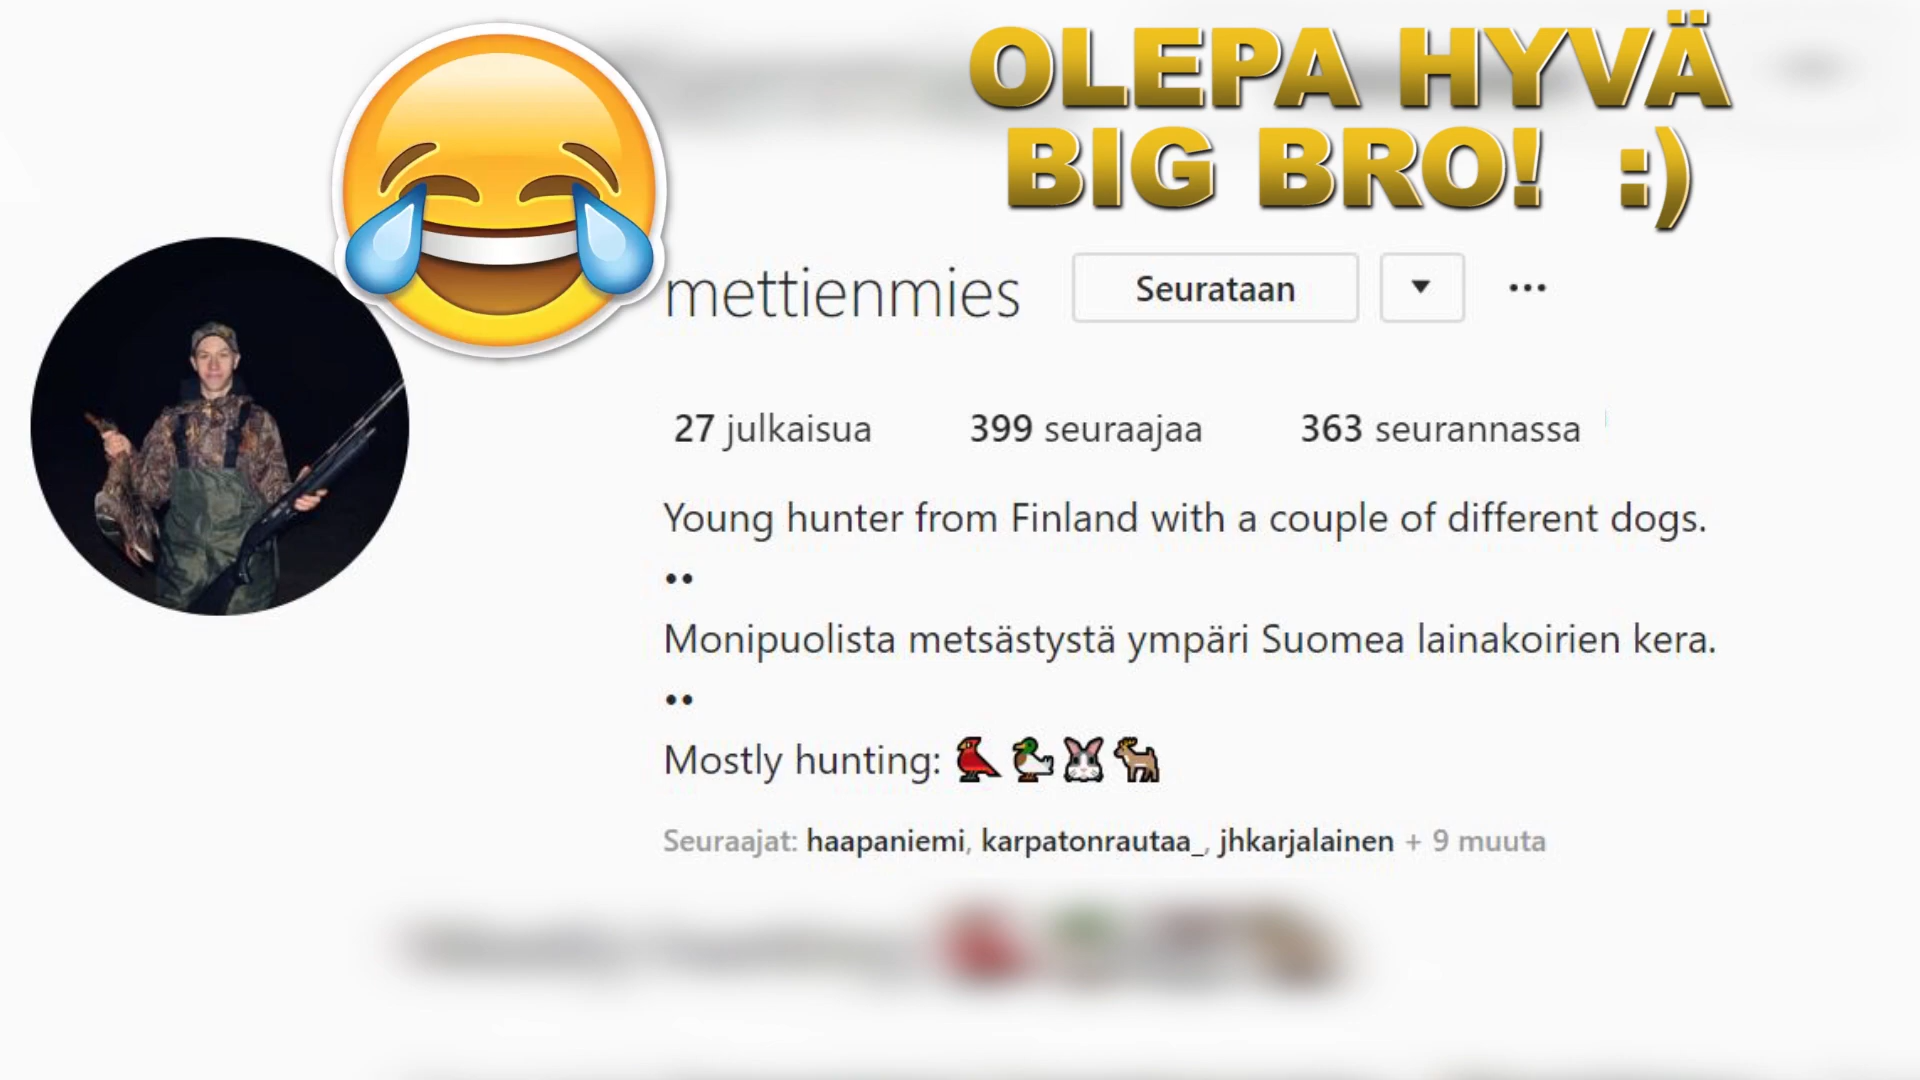 OLEPA HYVÄ
BIG BRO! :)
mettienmies Seurataan ▼ •••
27 julkaisua 399 seuraajaa 363 seurannassa
Young hunter from Finland with a couple of different dogs.
••
Monipuolista metsästystä ympäri Suomea lainakoirien kera.
••
Mostly hunting: 🐦🦆🐰🦌
Seuraajat: haapaniemi, karpatonrautaa_, jhkarjalainen + 9 muuta